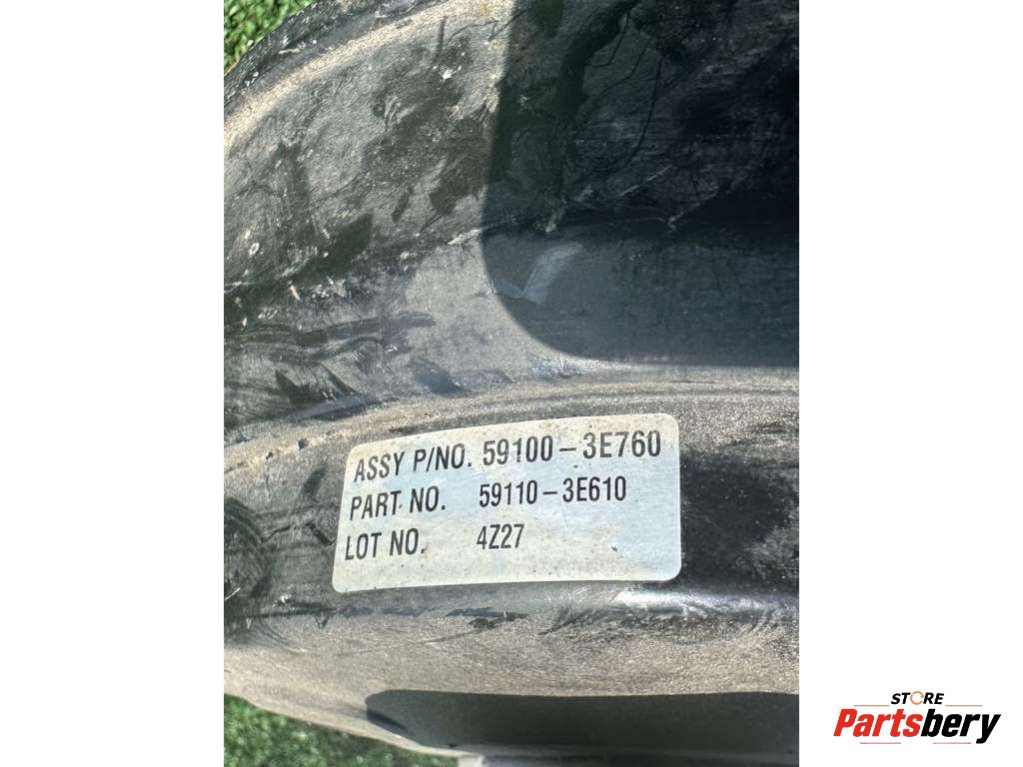 ASSY P/NO. 59100-3E760
PART NO. 59110-3E610
LOT NO. 4Z27
STORE
Partsbery